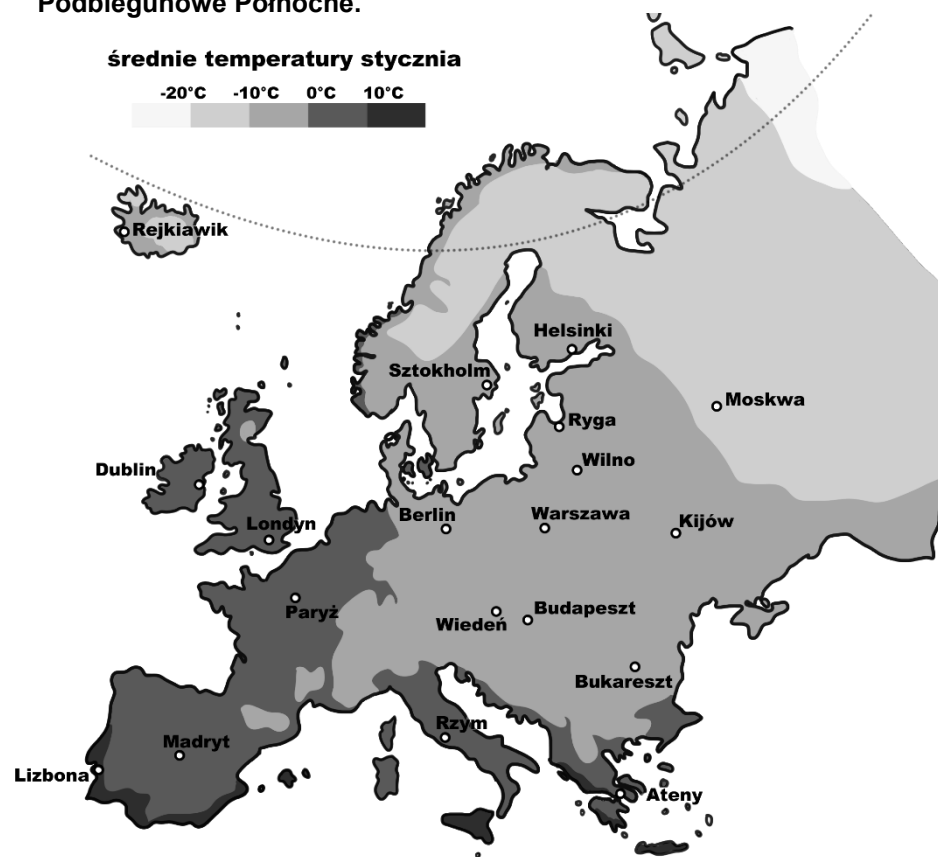 Podbiegunowe Północne.
średnie temperatury stycznia
-20°C -10°C 0°C 10°C
Rejkiawik
Helsinki
Sztokholm
Moskwa
Ryga
Wilno
Dublin
Londyn
Berlin
Warszawa
Kijów
Paryż
Wiedeń
Budapeszt
Bukareszt
Rzym
Madryt
Lizbona
Ateny